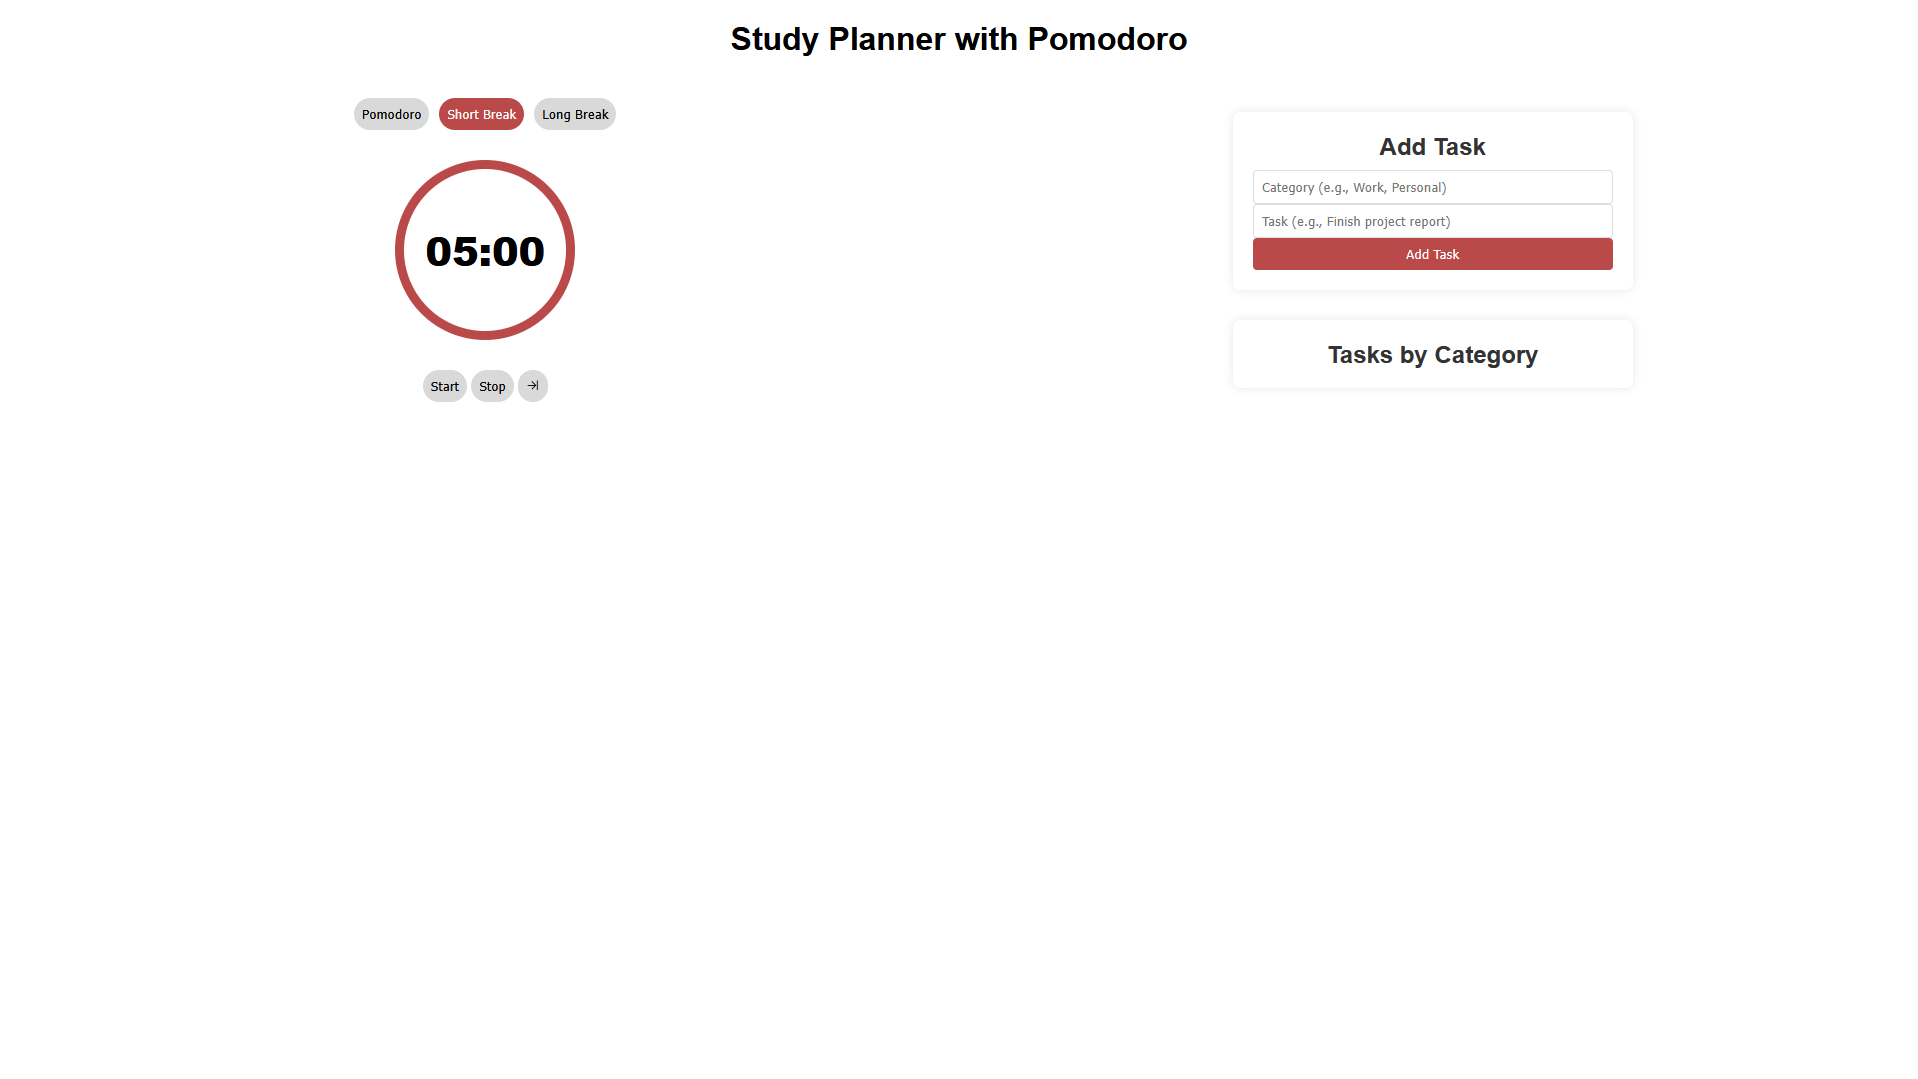 Study Planner with Pomodoro
Pomodoro
Short Break
Long Break
05:00
Start
Stop
→|
Add Task
Category (e.g., Work, Personal)
Task (e.g., Finish project report)
Add Task
Tasks by Category